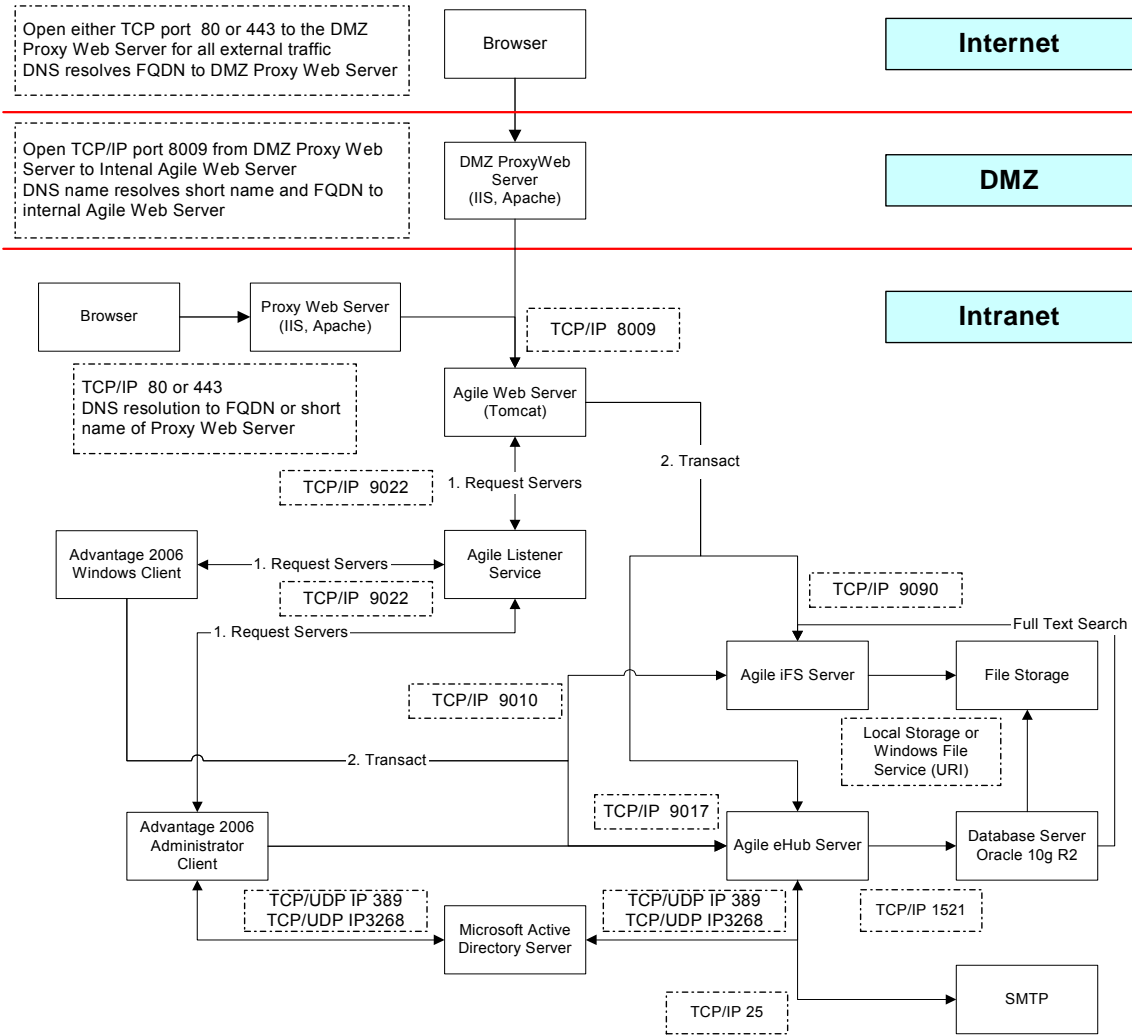 Open either TCP port 80 or 443 to the DMZ
Proxy Web Server for all external traffic
DNS resolves FQDN to DMZ Proxy Web Server
Browser
Internet
Open TCP/IP port 8009 from DMZ Proxy Web
Server to Intenal Agile Web Server
DNS name resolves short name and FQDN to
internal Agile Web Server
DMZ ProxyWeb
Server
(IIS, Apache)
DMZ
Browser
Proxy Web Server
(IIS, Apache)
TCP/IP 8009
Intranet
TCP/IP 80 or 443
DNS resolution to FQDN or short
name of Proxy Web Server
Agile Web Server
(Tomcat)
2. Transact
TCP/IP 9022
1. Request Servers
Advantage 2006
Windows Client
1. Request Servers
Agile Listener
Service
TCP/IP 9022
1. Request Servers
TCP/IP 9090
Full Text Search
Agile iFS Server
File Storage
TCP/IP 9010
Local Storage or
Windows File
Service (URI)
2. Transact
TCP/IP 9017
Advantage 2006
Administrator
Client
Agile eHub Server
Database Server
Oracle 10g R2
TCP/UDP IP 389
TCP/UDP IP3268
TCP/UDP IP 389
TCP/UDP IP3268
TCP/IP 1521
Microsoft Active
Directory Server
TCP/IP 25
SMTP